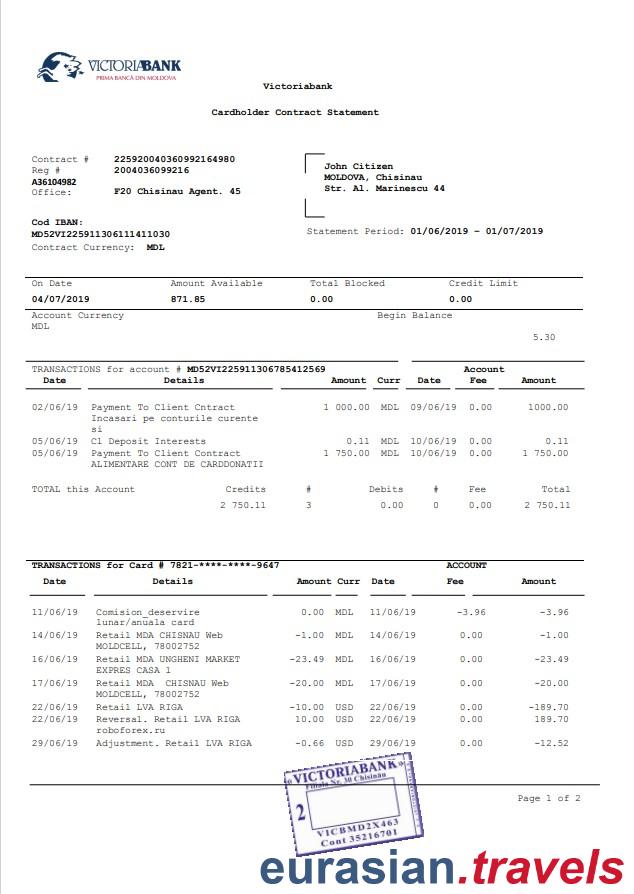 VICTORIABANK
PRIMA BANCĂ DIN MOLDOVA
Victoriabank
Cardholder Contract Statement
Contract # 225920040360992164980
Reg # 2004036099216
A36104982
Office: F20 Chisinau Agent. 45
John Citizen
MOLDOVA, Chisinau
Str. Al. Marinescu 44
Cod IBAN:
MD52VI225911306111411030
Contract Currency: MDL
Statement Period: 01/06/2019 – 01/07/2019
On Date Amount Available Total Blocked Credit Limit
04/07/2019 871.85 0.00 0.00
Account Currency Begin Balance
MDL
5.30
TRANSACTIONS for account # MD52VI225911306785412569 Account
Date Details Amount Curr Date Fee Amount
02/06/19 Payment To Client Cntract 1 000.00 MDL 09/06/19 0.00 1000.00
Incasari pe conturile curente
si
05/06/19 C1 Deposit Interests 0.11 MDL 10/06/19 0.00 0.11
05/06/19 Payment To Client Contract 1 750.00 MDL 10/06/19 0.00 1 750.00
ALIMENTARE CONT DE CARDDONATII
TOTAL this Account Credits # Debits # Fee Total
2 750.11 3 0.00 0 0.00 2 750.11
TRANSACTIONS for Card # 7821-****-****-9647 ACCOUNT
Date Details Amount Curr Date Fee Amount
11/06/19 Comision_deservire 0.00 MDL 11/06/19 -3.96 -3.96
lunar/anuala card
14/06/19 Retail MDA CHISNAU Web -1.00 MDL 14/06/19 0.00 -1.00
MOLDCELL, 78002752
16/06/19 Retail MDA UNGHENI MARKET -23.49 MDL 16/06/19 0.00 -23.49
EXPRES CASA 1
17/06/19 Retail MDA CHISNAU Web -20.00 MDL 17/06/19 0.00 -20.00
MOLDCELL, 78002752
22/06/19 Retail LVA RIGA -10.00 USD 22/06/19 0.00 -189.70
22/06/19 Reversal. Retail LVA RIGA 10.00 USD 22/06/19 0.00 189.70
roboforex.ru
29/06/19 Adjustment. Retail LVA RIGA -0.66 USD 29/06/19 0.00 -12.52
«VICTORIABANK»
Filiala Nr. 30 Chisinau
2
VICBMD2X463
Cont 35216701
Page 1 of 2
eurasian.travels